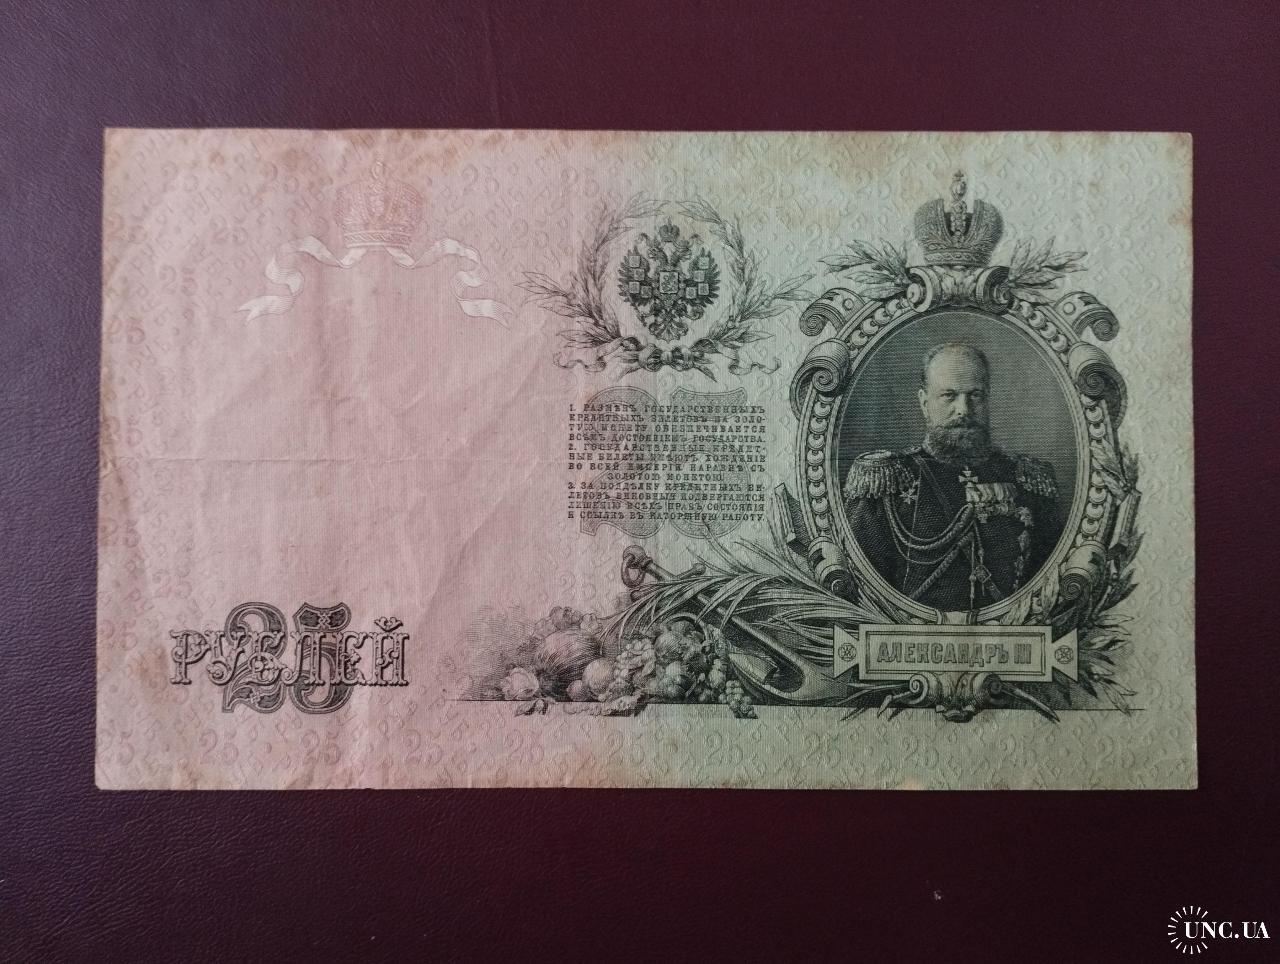 1. РАЗМѢНЪ ГОСУДАРСТВЕННЫХЪ
КРЕДИТНЫХЪ БИЛЕТОВЪ НА ЗОЛО-
ТУЮ МОНЕТУ ОБЕЗПЕЧИВАЕТСЯ
ВСѢМЪ ДОСТОЯНІЕМЪ ГОСУДАРСТВА.
2. ГОСУДАРСТВЕННЫЕ КРЕДИТ-
НЫЕ БИЛЕТЫ ИМѢЮТЪ ХОЖДЕНІЕ
ВО ВСЕЙ ИМПЕРІИ НАРАВНѢ СЪ
ЗОЛОТОЮ МОНЕТОЮ.
3. ЗА ПОДДѢЛКУ КРЕДИТНЫХЪ БИ-
ЛЕТОВЪ ВИНОВНЫЕ ПОДВЕРГАЮТСЯ
ЛИШЕНІЮ ВСѢХЪ ПРАВЪ СОСТОЯНІЯ
И ССЫЛКѢ ВЪ КАТОРЖНУЮ РАБОТУ.
25
РУБЛЕЙ
АЛЕКСАНДРЪ III
UNC.UA